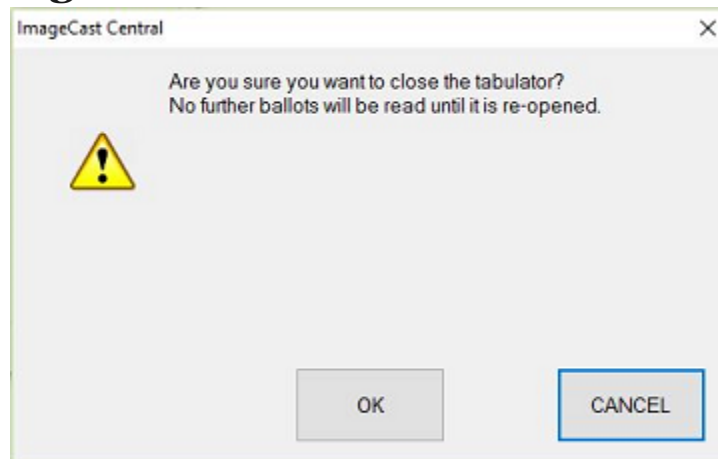 ImageCast Central
Are you sure you want to close the tabulator?
No further ballots will be read until it is re-opened.
OK
CANCEL